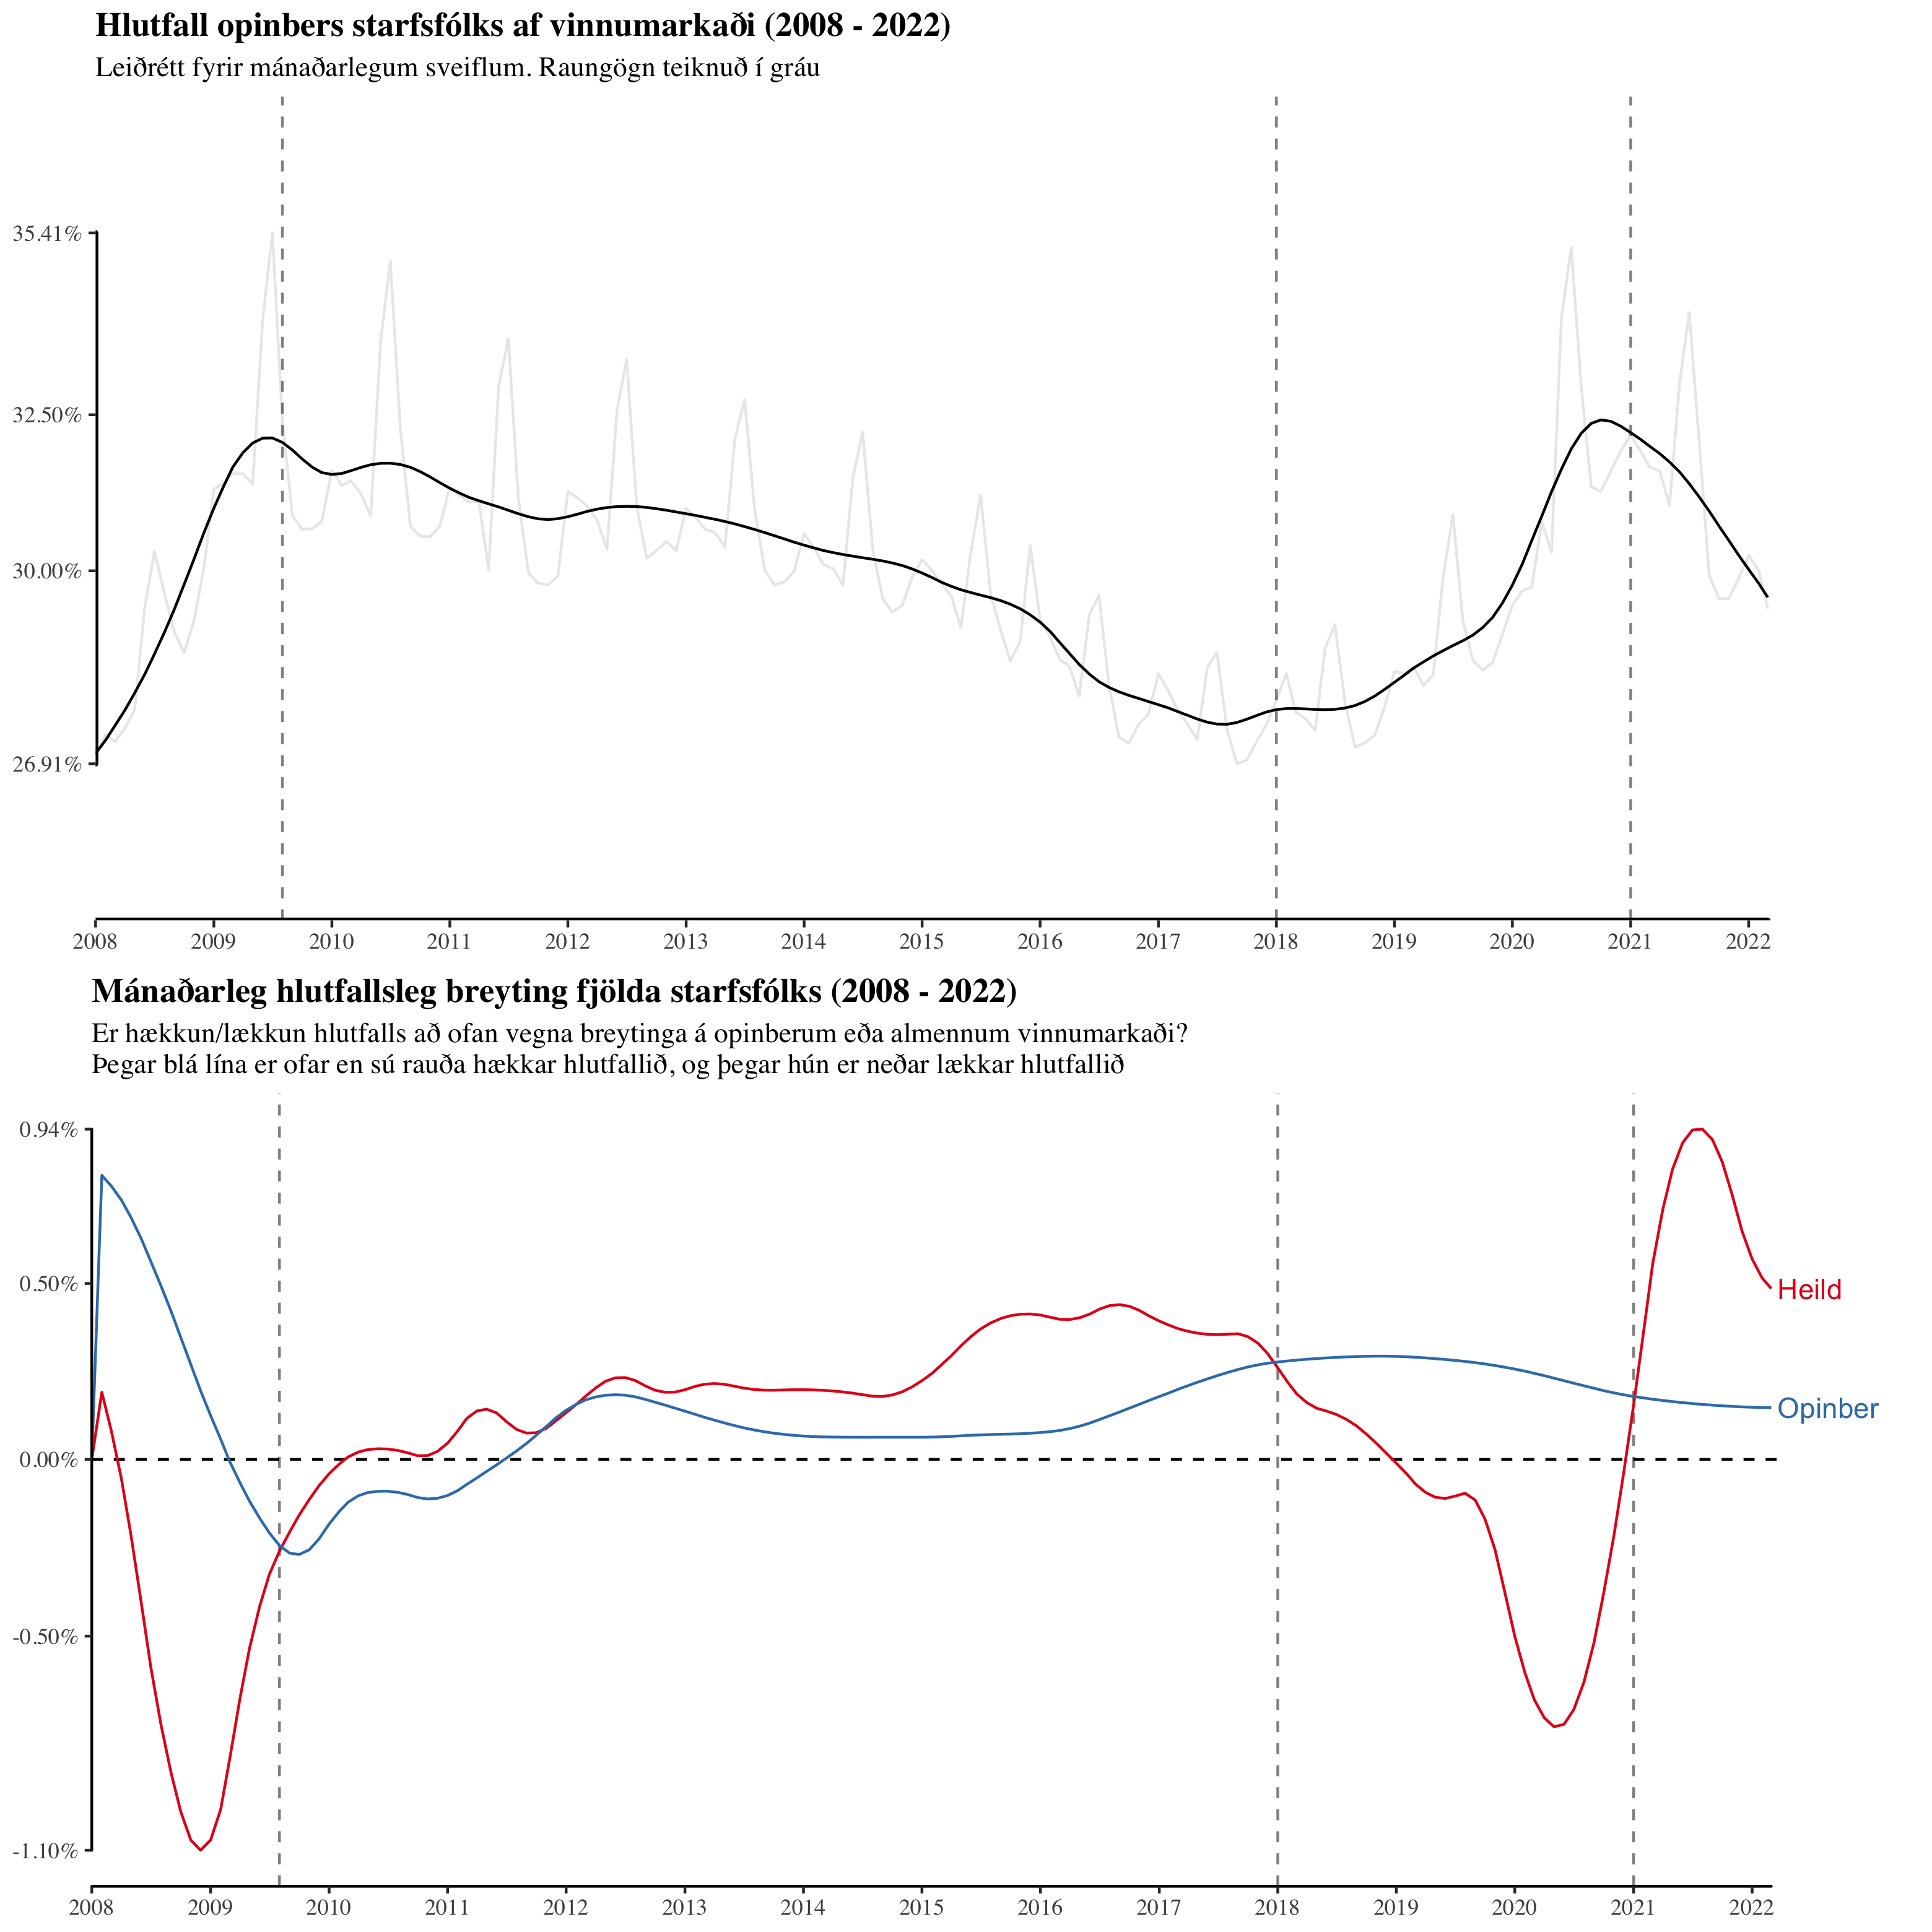 Hlutfall opinbers starfsfólks af vinnumarkaði (2008 - 2022)
Leiðrétt fyrir mánaðarlegum sveiflum. Raungögn teiknuð í gráu
35.41%
32.50%
30.00%
26.91%
2008 2009 2010 2011 2012 2013 2014 2015 2016 2017 2018 2019 2020 2021 2022
Mánaðarleg hlutfallsleg breyting fjölda starfsfólks (2008 - 2022)
Er hækkun/lækkun hlutfalls að ofan vegna breytinga á opinberum eða almennum vinnumarkaði?
Þegar blá lína er ofar en sú rauða hækkar hlutfallið, og þegar hún er neðar lækkar hlutfallið
0.94%
0.50%
Heild
Opinber
0.00%
-0.50%
-1.10%
2008 2009 2010 2011 2012 2013 2014 2015 2016 2017 2018 2019 2020 2021 2022